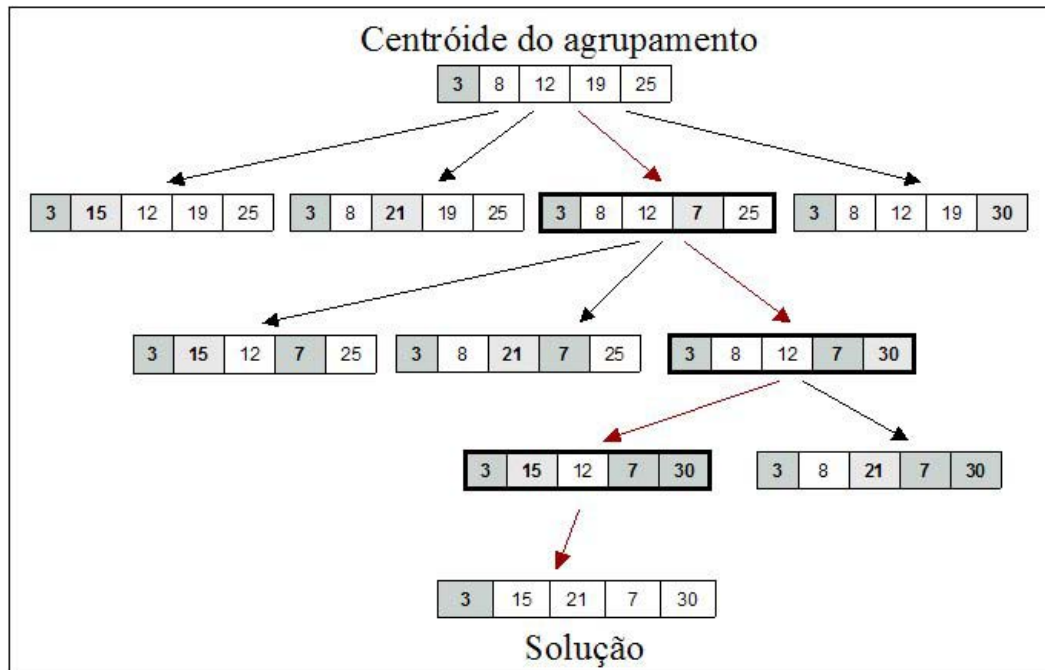 Centróide do agrupamento
3 8 12 19 25
3 15 12 19 25 3 8 21 19 25 3 8 12 7 25 3 8 12 19 30
3 15 12 7 25 3 8 21 7 25 3 8 12 7 30
3 15 12 7 30 3 8 21 7 30
3 15 21 7 30
Solução